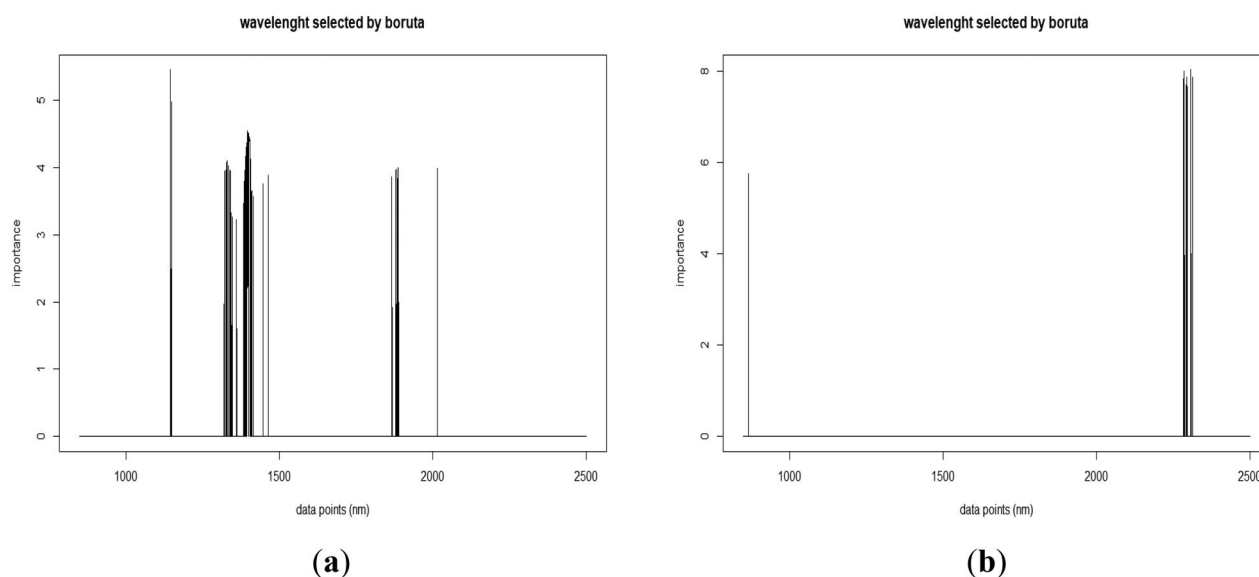 wavelenght selected by boruta
importance
5
4
3
2
1
0
1000 1500 2000 2500
data points (nm)
(a)
wavelenght selected by boruta
importance
8
6
4
2
0
1000 1500 2000 2500
data points (nm)
(b)